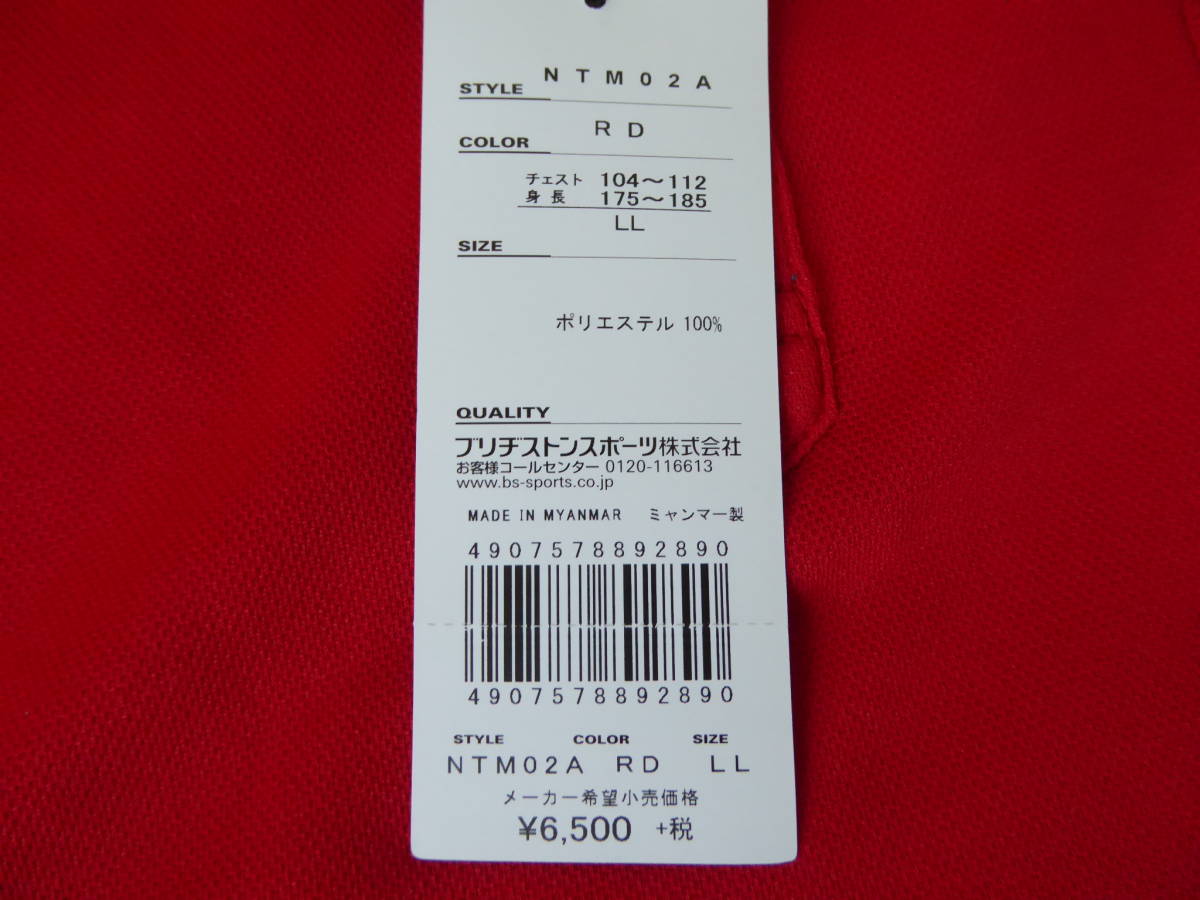 STYLE NTM02A
COLOR RD
チェスト 104～112
身長 175～185
LL
SIZE
ポリエステル 100%
QUALITY
ブリヂストンスポーツ株式会社
お客様コールセンター 0120-116613
www.bs-sports.co.jp
MADE IN MYANMAR ミャンマー製
4907578892890
4907578892890
STYLE COLOR SIZE
NTM02A RD LL
メーカー希望小売価格
¥6,500 +税